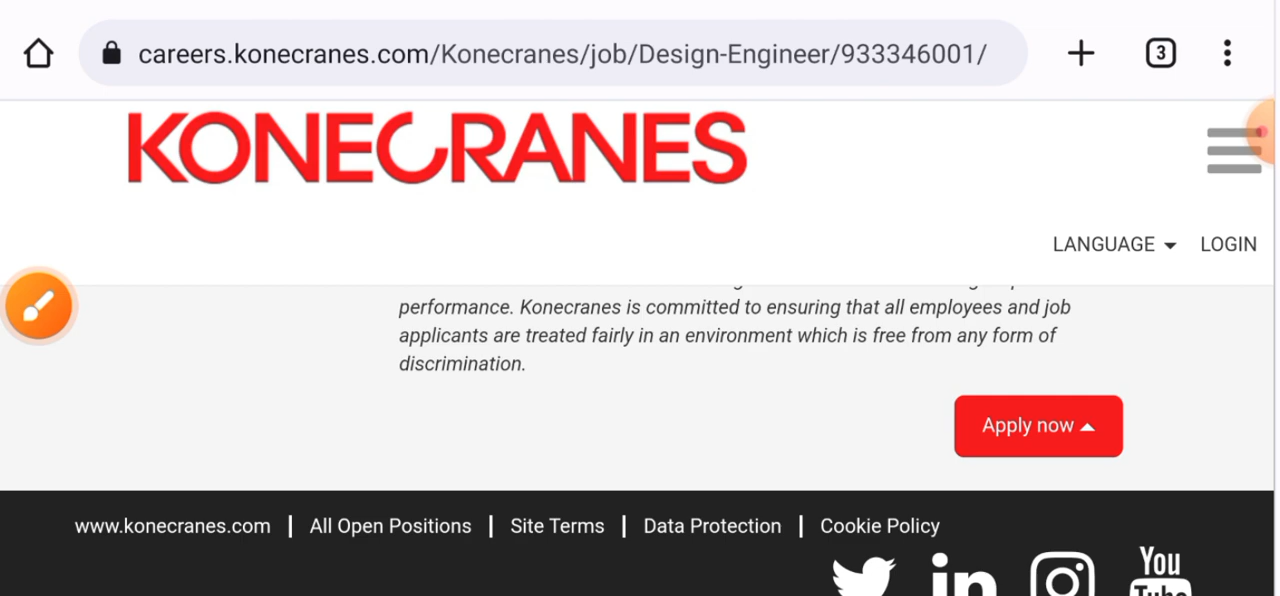 careers.konecranes.com/Konecranes/job/Design-Engineer/933346001/
3
KONECRANES
LANGUAGE
LOGIN
performance. Konecranes is committed to ensuring that all employees and job
applicants are treated fairly in an environment which is free from any form of
discrimination.
Apply now
www.konecranes.com | All Open Positions | Site Terms | Data Protection | Cookie Policy
in
You
Tube